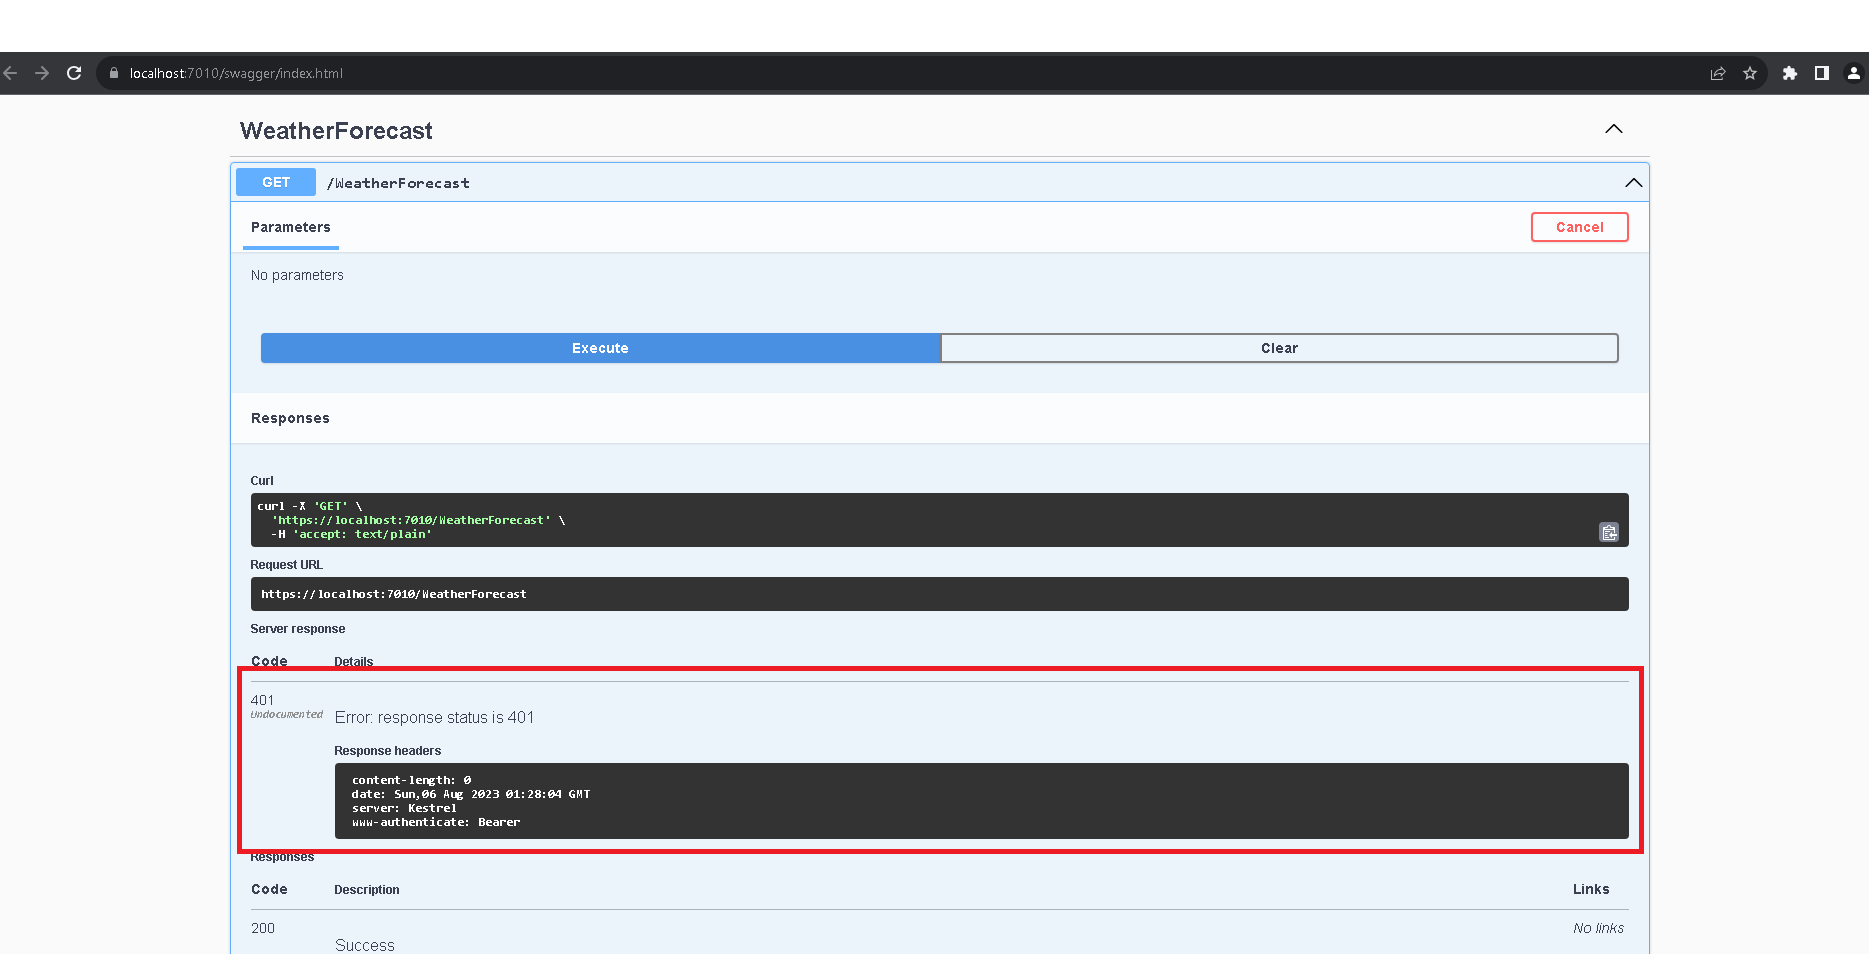 localhost:7010/swagger/index.html
WeatherForecast
GET /WeatherForecast
Parameters
Cancel
No parameters
Execute
Clear
Responses
Curl
curl -X 'GET' \
'https://localhost:7010/WeatherForecast' \
-H 'accept: text/plain'
Request URL
https://localhost:7010/WeatherForecast
Server response
Code Details
401
Undocumented
Error: response status is 401
Response headers
content-length: 0
date: Sun,06 Aug 2023 01:28:04 GMT
server: Kestrel
www-authenticate: Bearer
Responses
Code Description Links
200 No links
Success